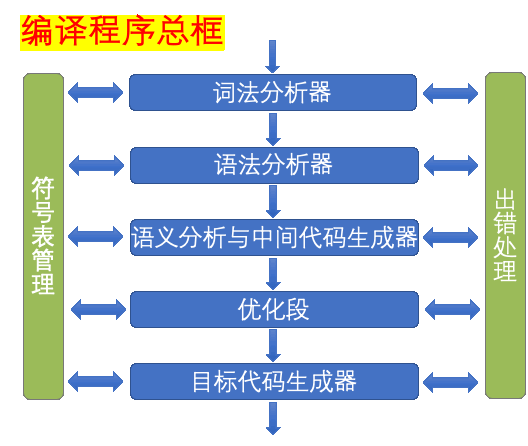 编译程序总框
词法分析器
语法分析器
语义分析与中间代码生成器
优化段
目标代码生成器
符号表管理
出错处理